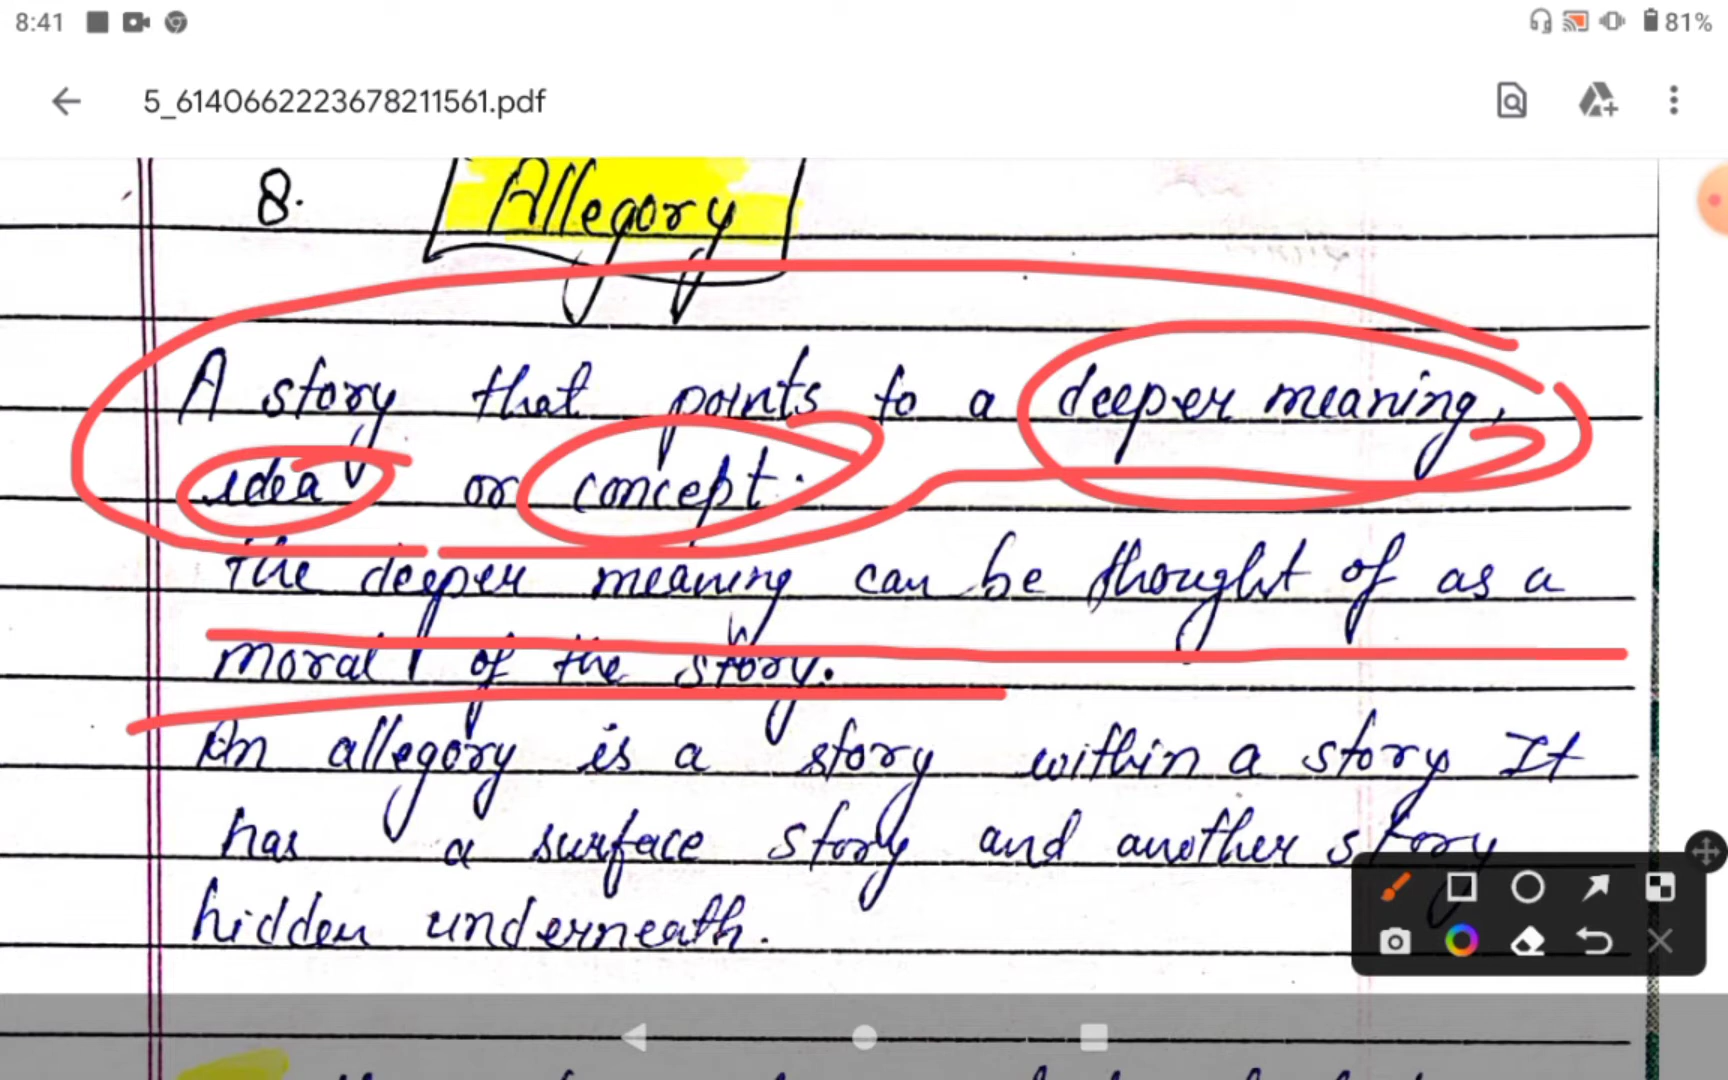 8:41
81%
5_6140662223678211561.pdf
8. Allegory
A story that points to a deeper meaning,
idea or concept.
The deeper meaning can be thought of as a
moral of the story.
An allegory is a story within a story It
has a surface story and another story
hidden underneath.